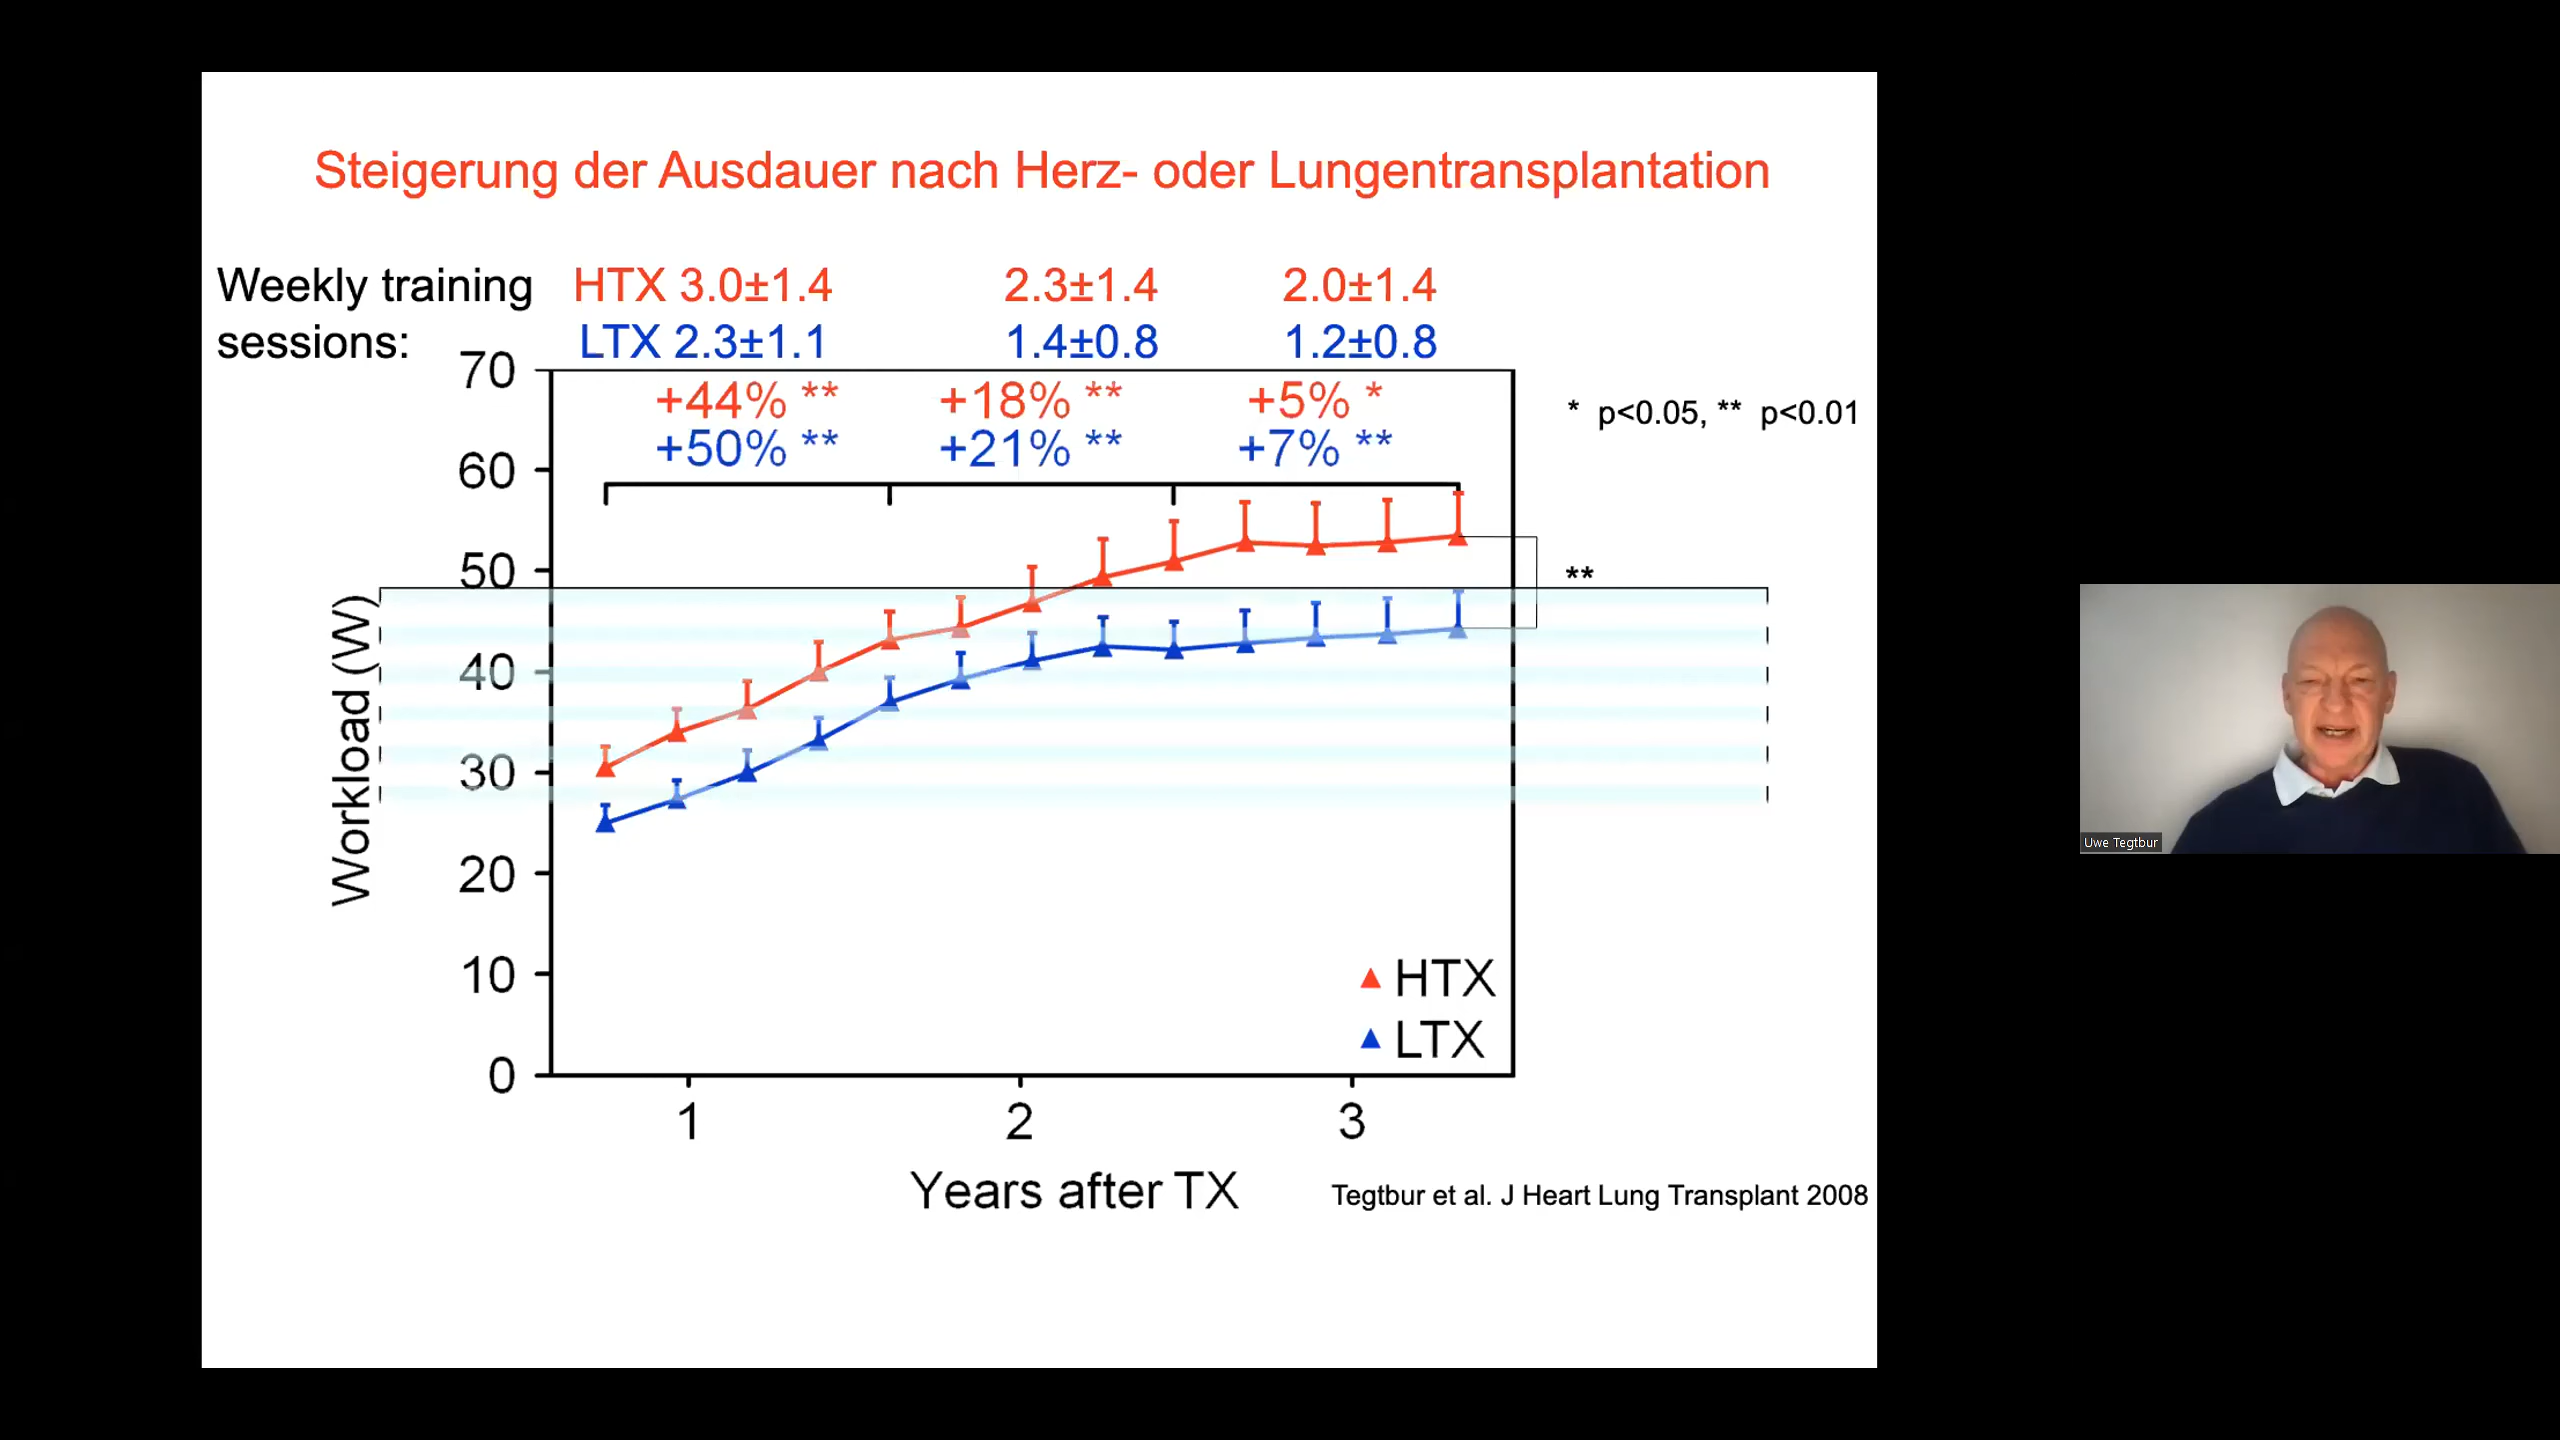 Steigerung der Ausdauer nach Herz- oder Lungentransplantation
Weekly training sessions:
HTX 3.0±1.4 2.3±1.4 2.0±1.4
LTX 2.3±1.1 1.4±0.8 1.2±0.8
+44% ** +18% ** +5% *
+50% ** +21% ** +7% **
* p<0.05, ** p<0.01
**
Workload (W)
70
60
50
40
30
20
10
0
HTX
LTX
1 2 3
Years after TX
Tegtbur et al. J Heart Lung Transplant 2008
Uwe Tegtbur